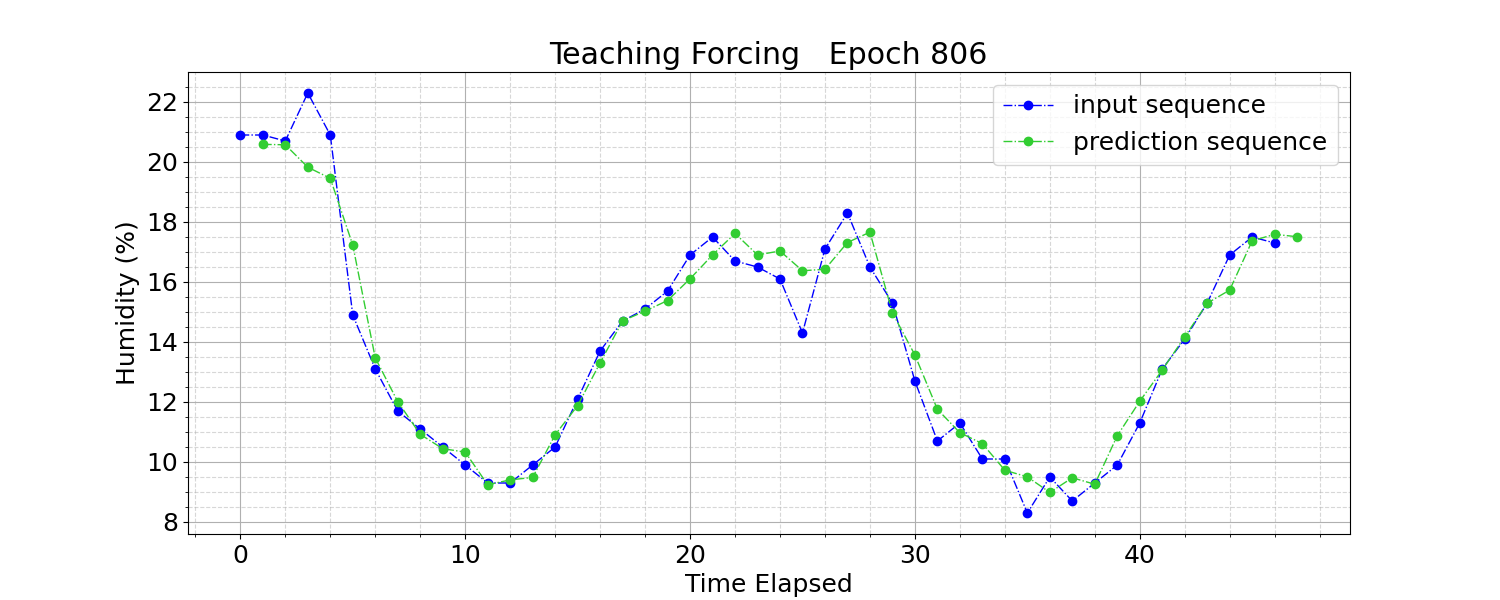 Teaching Forcing   Epoch 806
input sequence
prediction sequence
Humidity (%)
22
20
18
16
14
12
10
8
0 10 20 30 40
Time Elapsed